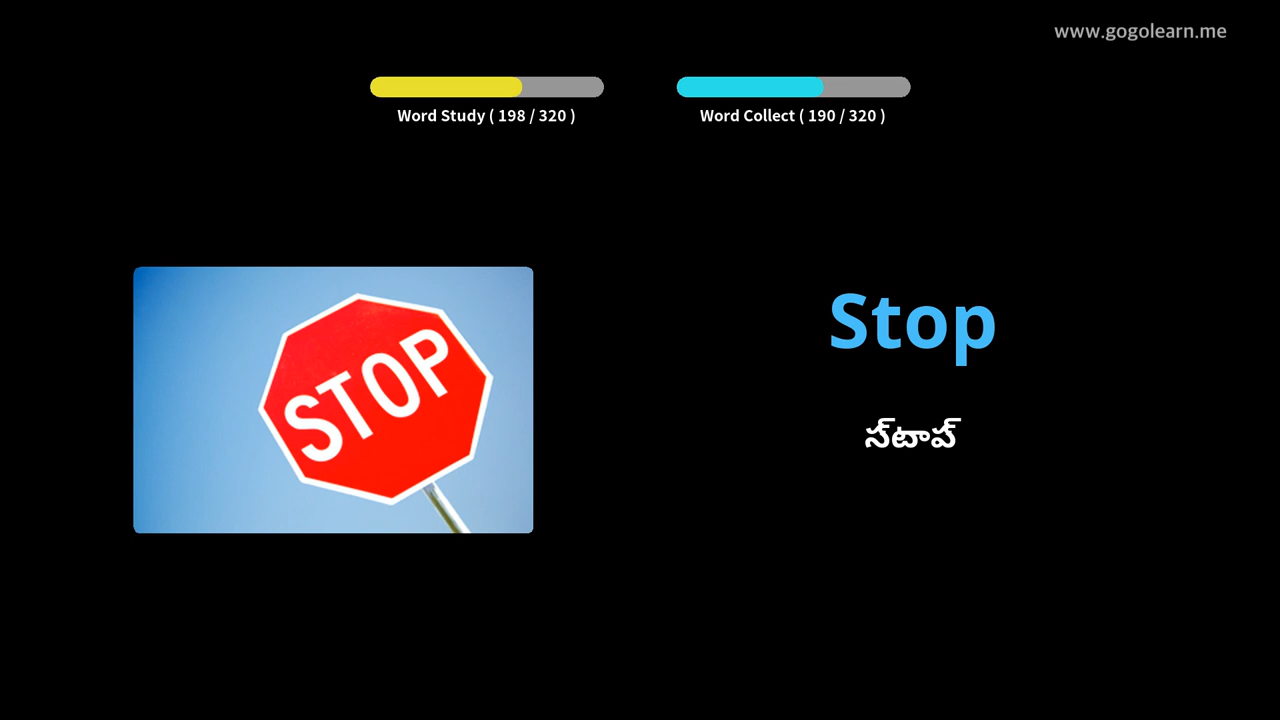 www.gogolearn.me
Word Study ( 198 / 320 )
Word Collect ( 190 / 320 )
STOP
Stop
స్‌టాప్